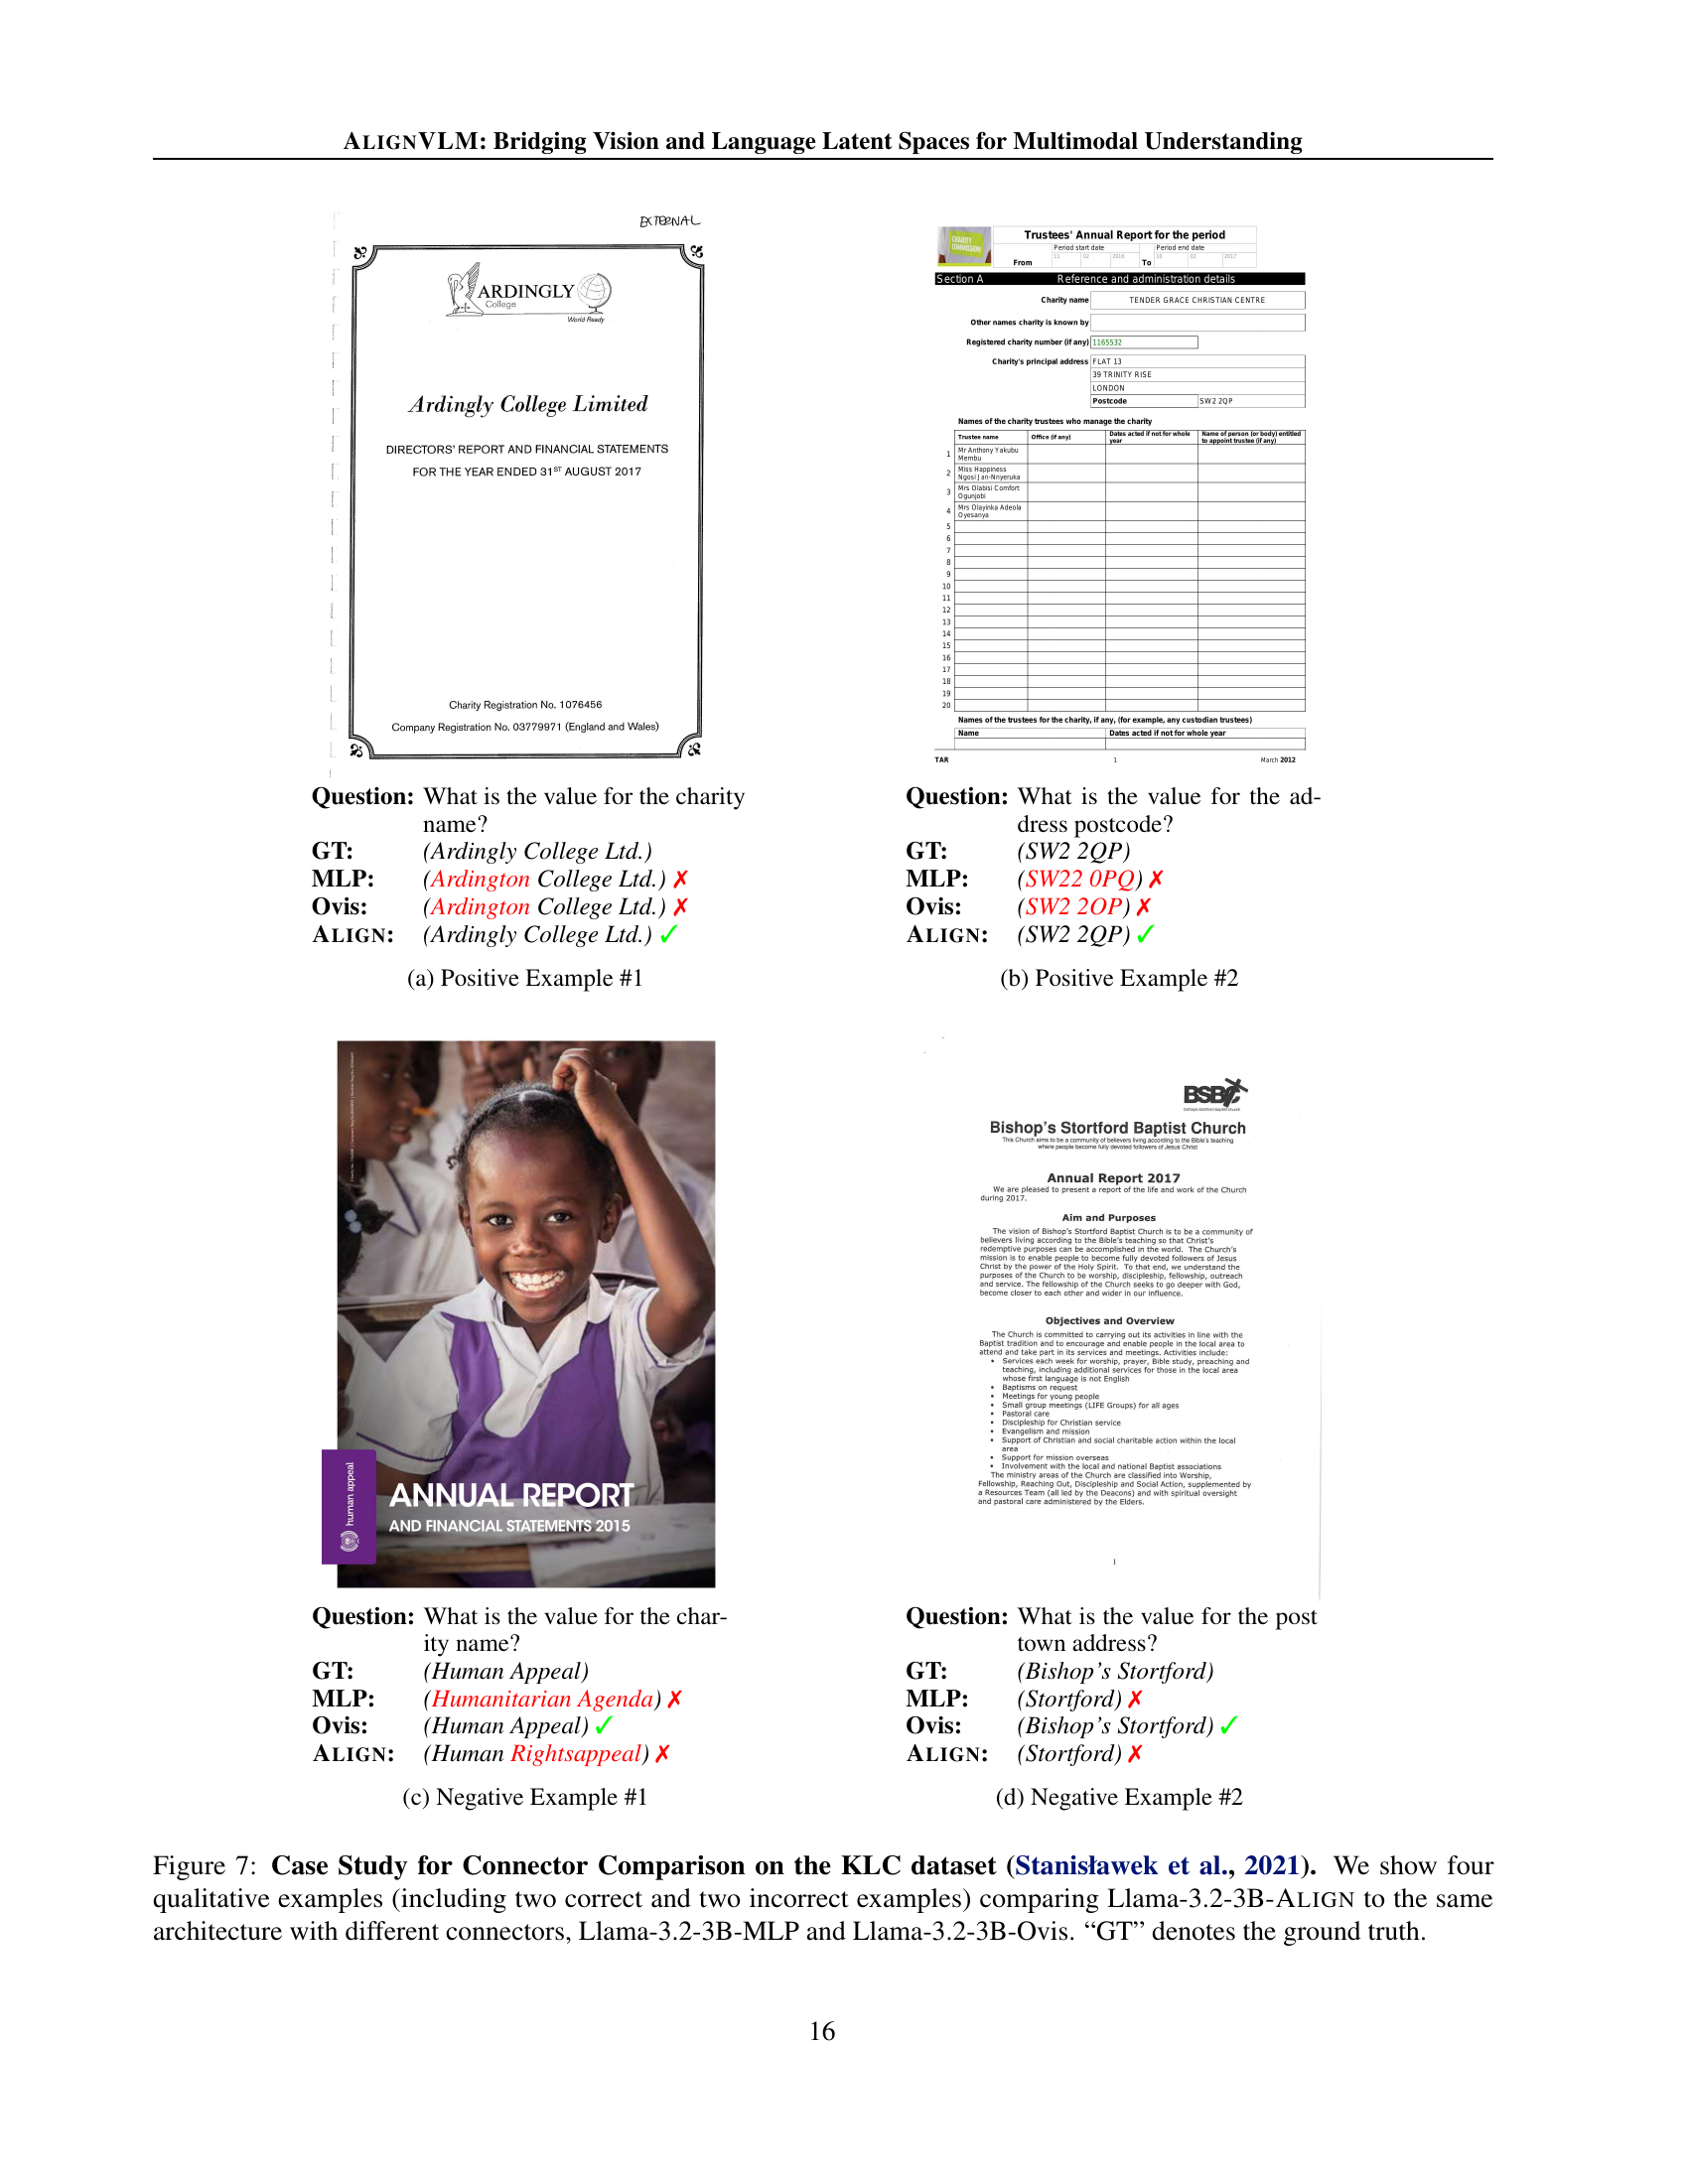 ALIGNVLM: Bridging Vision and Language Latent Spaces for Multimodal Understanding
EXTERNAL
ARDINGLY
College
World Ready
Ardingly College Limited
DIRECTORS' REPORT AND FINANCIAL STATEMENTS
FOR THE YEAR ENDED 31ST AUGUST 2017
Charity Registration No. 1076456
Company Registration No. 03779971 (England and Wales)
Question: What is the value for the charity
name?
GT: (Ardingly College Ltd.)
MLP: (Ardington College Ltd.) ✗
Ovis: (Ardington College Ltd.) ✗
ALIGN: (Ardingly College Ltd.) ✓
(a) Positive Example #1
CHARITY
COMMISSION
Trustees' Annual Report for the period
Period start date Period end date
From 11 02 2016 To 10 02 2017
Section A Reference and administration details
Charity name TENDER GRACE CHRISTIAN CENTRE
Other names charity is known by
Registered charity number (if any) 1165532
Charity's principal address FLAT 13
39 TRINITY RISE
LONDON
Postcode SW2 2QP
Names of the charity trustees who manage the charity
Trustee name Office (if any) Dates acted if not for whole year Name of person (or body) entitled to appoint trustee (if any)
1 Mr Anthony Yakubu Membu
2 Miss Happiness Ngosi Jan-Nnyeruka
3 Mrs Olabisi Comfort Ogunjobi
4 Mrs Olayinka Adeola Oyesanya
5
6
7
8
9
10
11
12
13
14
15
16
17
18
19
20
Names of the trustees for the charity, if any, (for example, any custodian trustees)
Name Dates acted if not for whole year
TAR 1 March 2012
Question: What is the value for the ad-
dress postcode?
GT: (SW2 2QP)
MLP: (SW22 0PQ) ✗
Ovis: (SW2 2OP) ✗
ALIGN: (SW2 2QP) ✓
(b) Positive Example #2
human appeal
ANNUAL REPORT
AND FINANCIAL STATEMENTS 2015
Question: What is the value for the char-
ity name?
GT: (Human Appeal)
MLP: (Humanitarian Agenda) ✗
Ovis: (Human Appeal) ✓
ALIGN: (Human Rightsappeal) ✗
(c) Negative Example #1
BSBC
bishops stortford baptist church
Bishop's Stortford Baptist Church
This Church aims to be a community of believers living according to the Bible's teaching
where people become fully devoted followers of Jesus Christ
Annual Report 2017
We are pleased to present a report of the life and work of the Church
during 2017.
Aim and Purposes
The vision of Bishop's Stortford Baptist Church is to be a community of
believers living according to the Bible's teaching so that Christ's
redemptive purposes can be accomplished in the world. The Church's
mission is to enable people to become fully devoted followers of Jesus
Christ by the power of the Holy Spirit. To that end, we understand the
purposes of the Church to be worship, discipleship, fellowship, outreach
and service. The fellowship of the Church seeks to go deeper with God,
become closer to each other and wider in our influence.
Objectives and Overview
The Church is committed to carrying out its activities in line with the
Baptist tradition and to encourage and enable people in the local area to
attend and take part in its services and meetings. Activities include:
• Services each week for worship, prayer, Bible study, preaching and
teaching, including additional services for those in the local area
whose first language is not English
• Baptisms on request
• Meetings for young people
• Small group meetings (LIFE Groups) for all ages
• Pastoral care
• Discipleship for Christian service
• Evangelism and mission
• Support of Christian and social charitable action within the local
area
• Support for mission overseas
• Involvement with the local and national Baptist associations
The ministry areas of the Church are classified into Worship,
Fellowship, Reaching Out, Discipleship and Social Action, supplemented by
a Resources Team (all led by the Deacons) and with spiritual oversight
and pastoral care administered by the Elders.
1
Question: What is the value for the post
town address?
GT: (Bishop's Stortford)
MLP: (Stortford) ✗
Ovis: (Bishop's Stortford) ✓
ALIGN: (Stortford) ✗
(d) Negative Example #2
Figure 7: Case Study for Connector Comparison on the KLC dataset (Stanisławek et al., 2021). We show four
qualitative examples (including two correct and two incorrect examples) comparing Llama-3.2-3B-ALIGN to the same
architecture with different connectors, Llama-3.2-3B-MLP and Llama-3.2-3B-Ovis. “GT” denotes the ground truth.
16